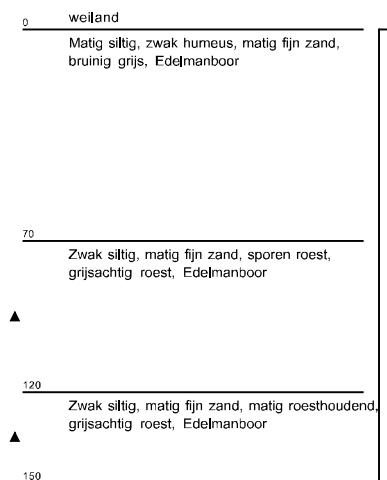 weiland
0
Matig siltig, zwak humeus, matig fijn zand,
bruinig grijs, Edelmanboor
70
Zwak siltig, matig fijn zand, sporen roest,
grijsachtig roest, Edelmanboor
120
Zwak siltig, matig fijn zand, matig roesthoudend,
grijsachtig roest, Edelmanboor
150